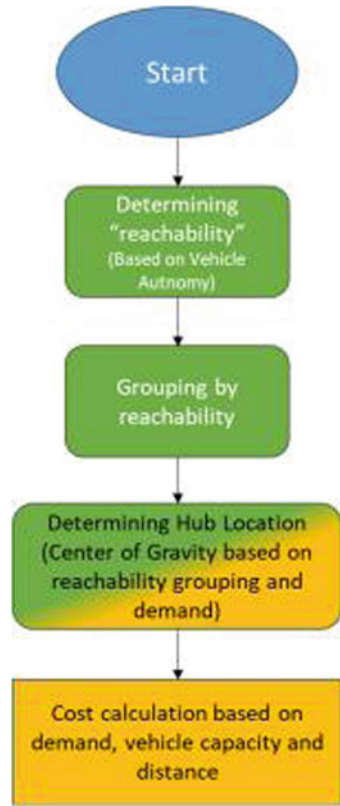 Start
Determining
"reachability"
(Based on Vehicle
Autnomy)
Grouping by
reachability
Determining Hub Location
(Center of Gravity based on
reachability grouping and
demand)
Cost calculation based on
demand, vehicle capacity and
distance